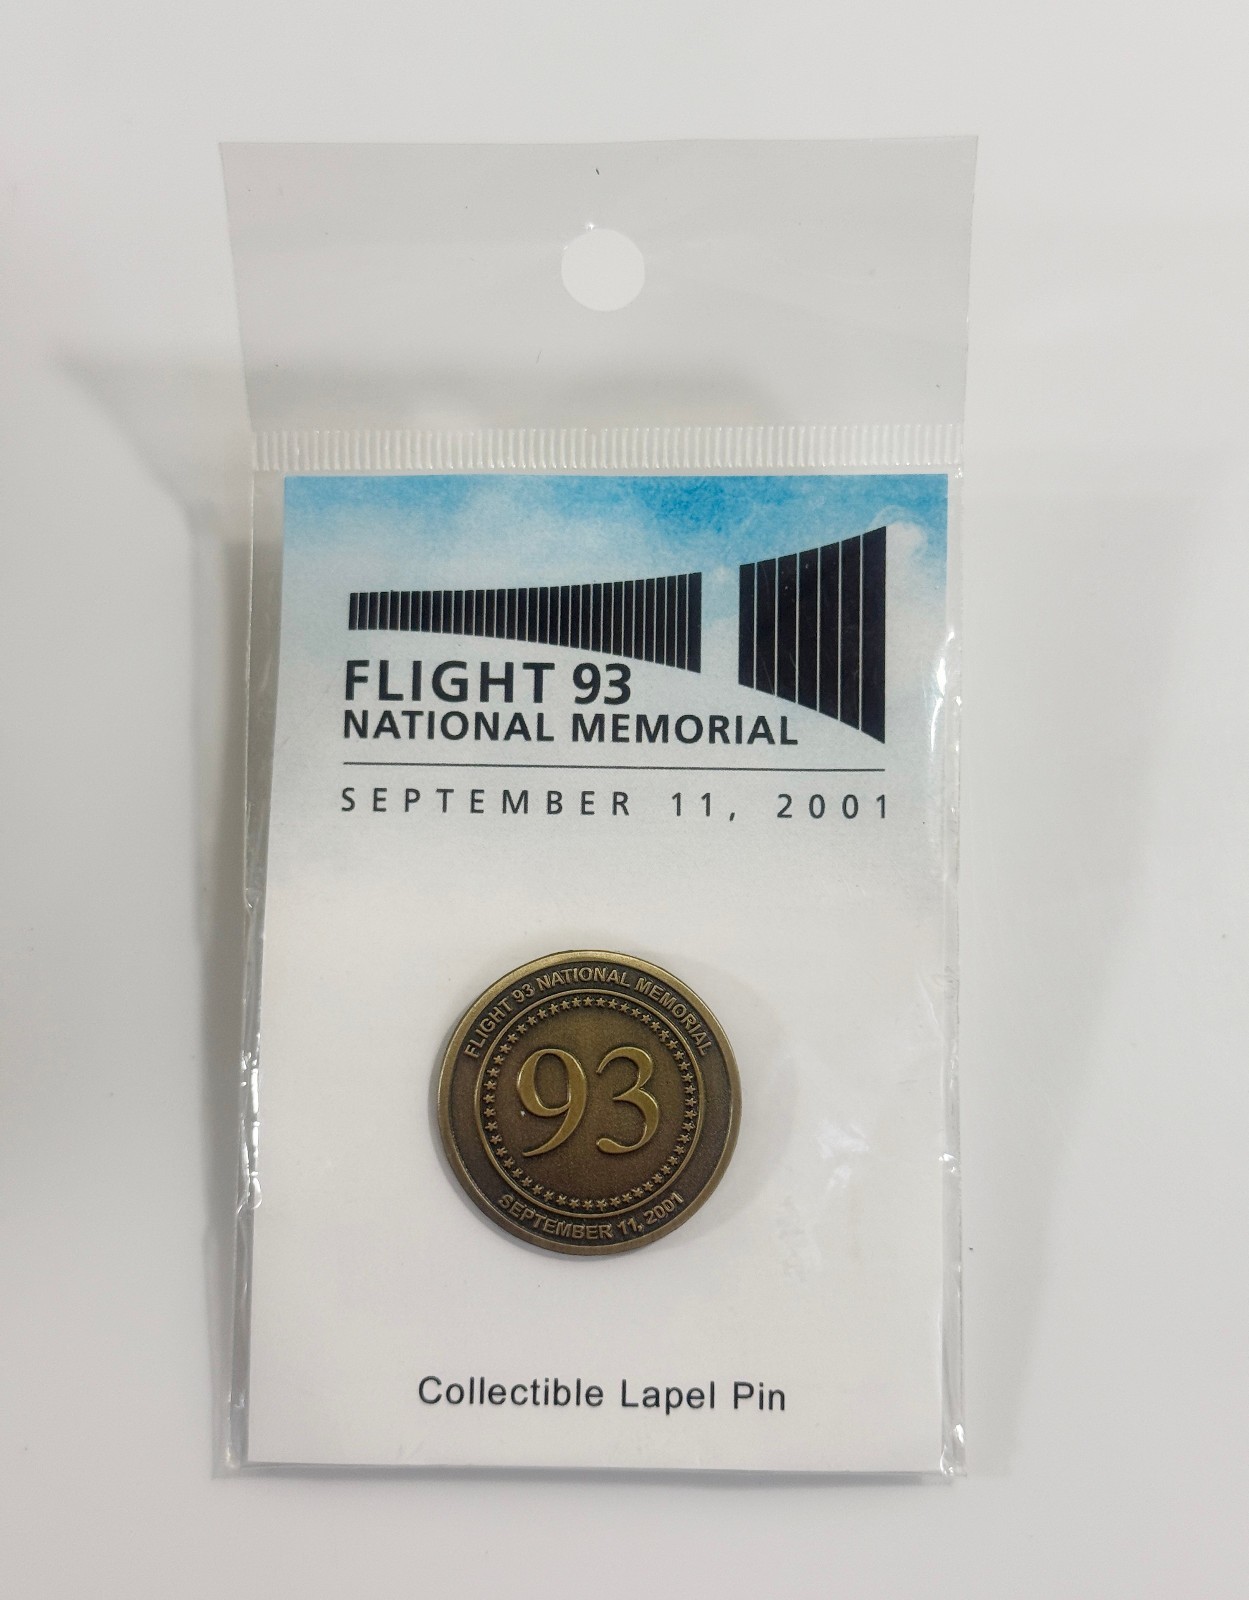 FLIGHT 93
NATIONAL MEMORIAL
SEPTEMBER 11, 2001
FLIGHT 93 NATIONAL MEMORIAL
93
SEPTEMBER 11, 2001
Collectible Lapel Pin